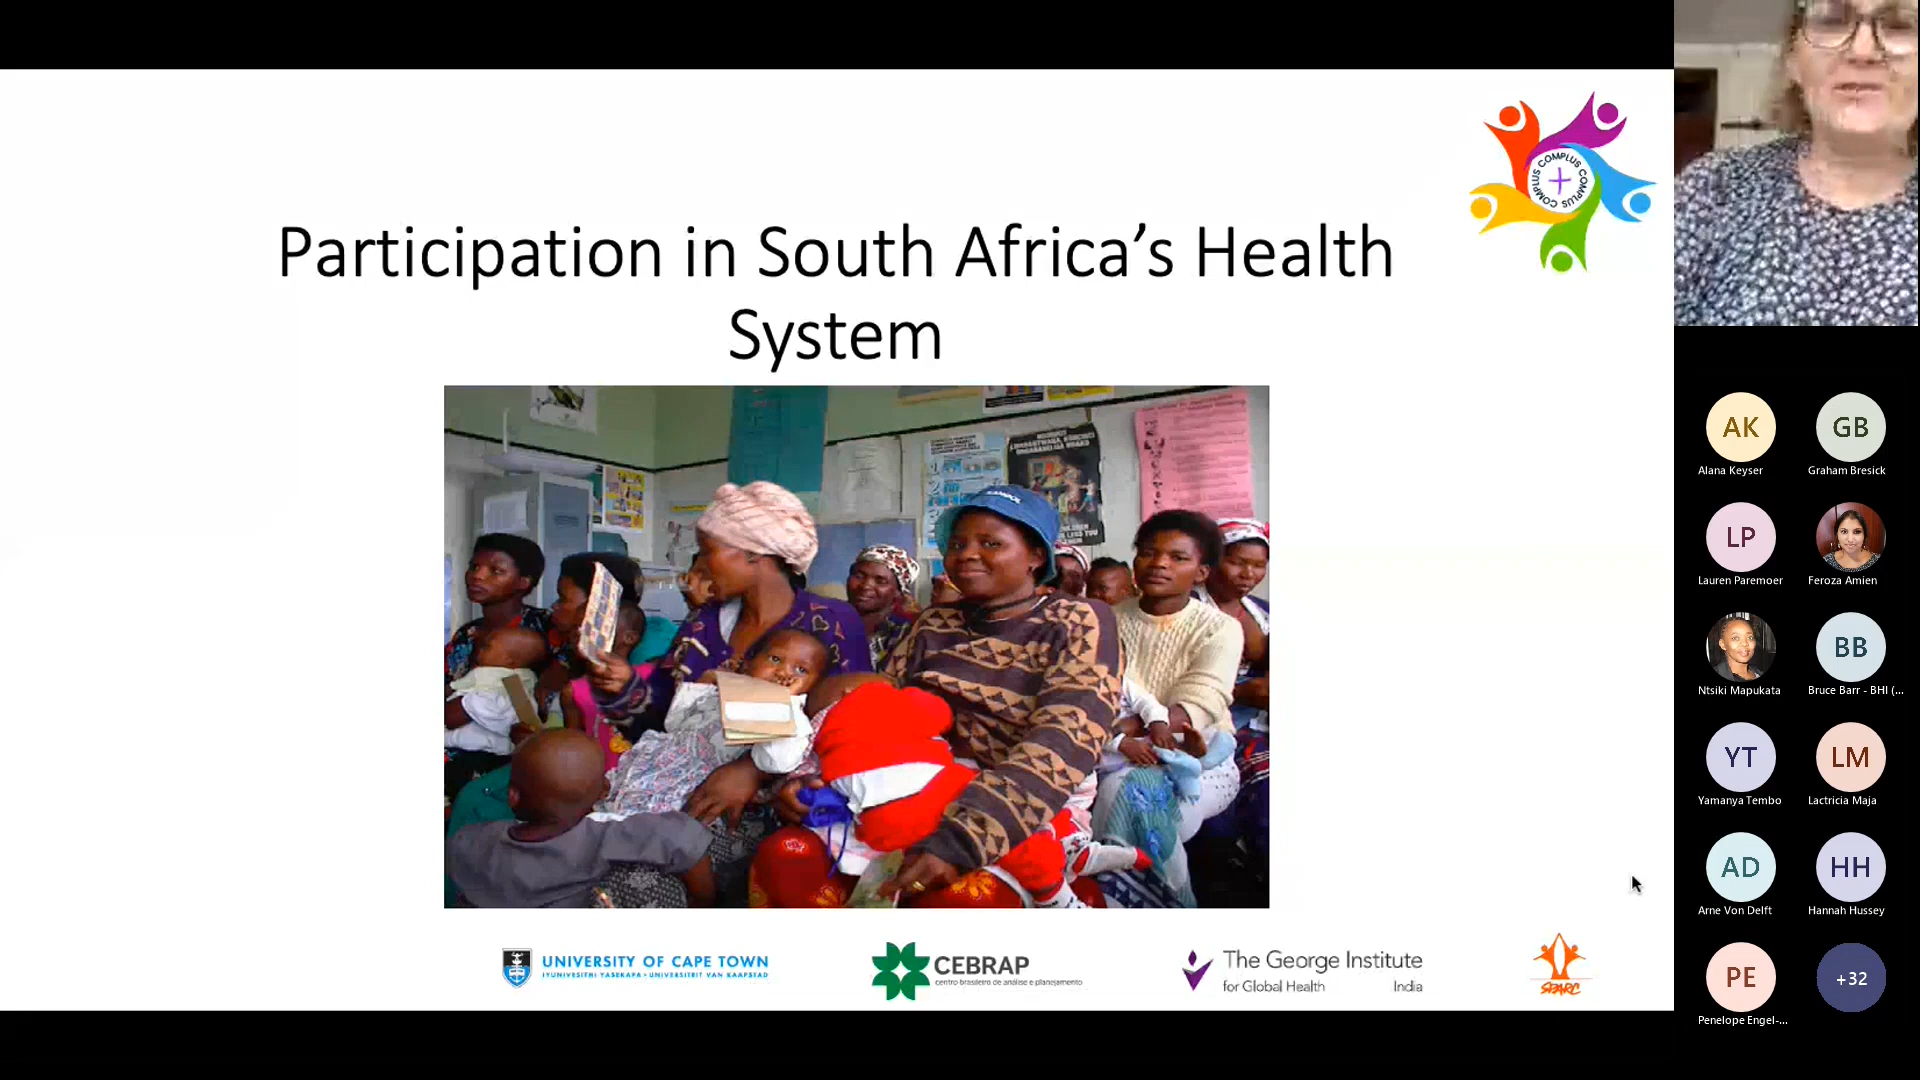 Participation in South Africa’s Health
System
COMPLUS COMPLUS COMPLUS
UNIVERSITY OF CAPE TOWN
IYUNIVESITHI YASEKAPA • UNIVERSITEIT VAN KAAPSTAD
CEBRAP
centro brasileiro de análise e planejamento
The George Institute
for Global Health India
SPARC
AK
Alana Keyser
GB
Graham Bresick
LP
Lauren Paremoer
Feroza Amien
Ntsiki Mapukata
BB
Bruce Barr - BHI (...
YT
Yamanya Tembo
LM
Lactricia Maja
AD
Arne Von Delft
HH
Hannah Hussey
PE
Penelope Engel-...
+32